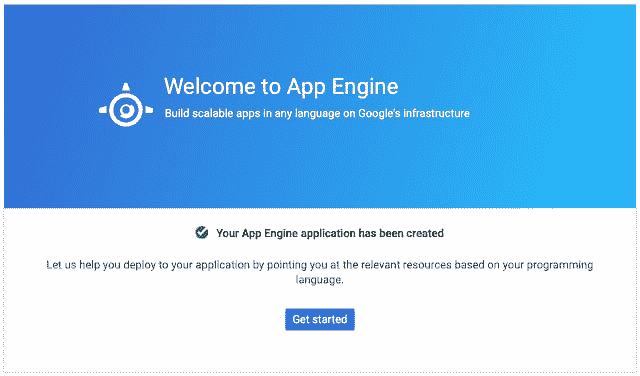 Welcome to App Engine
Build scalable apps in any language on Google's infrastructure
Your App Engine application has been created
Let us help you deploy to your application by pointing you at the relevant resources based on your programming
language.
Get started